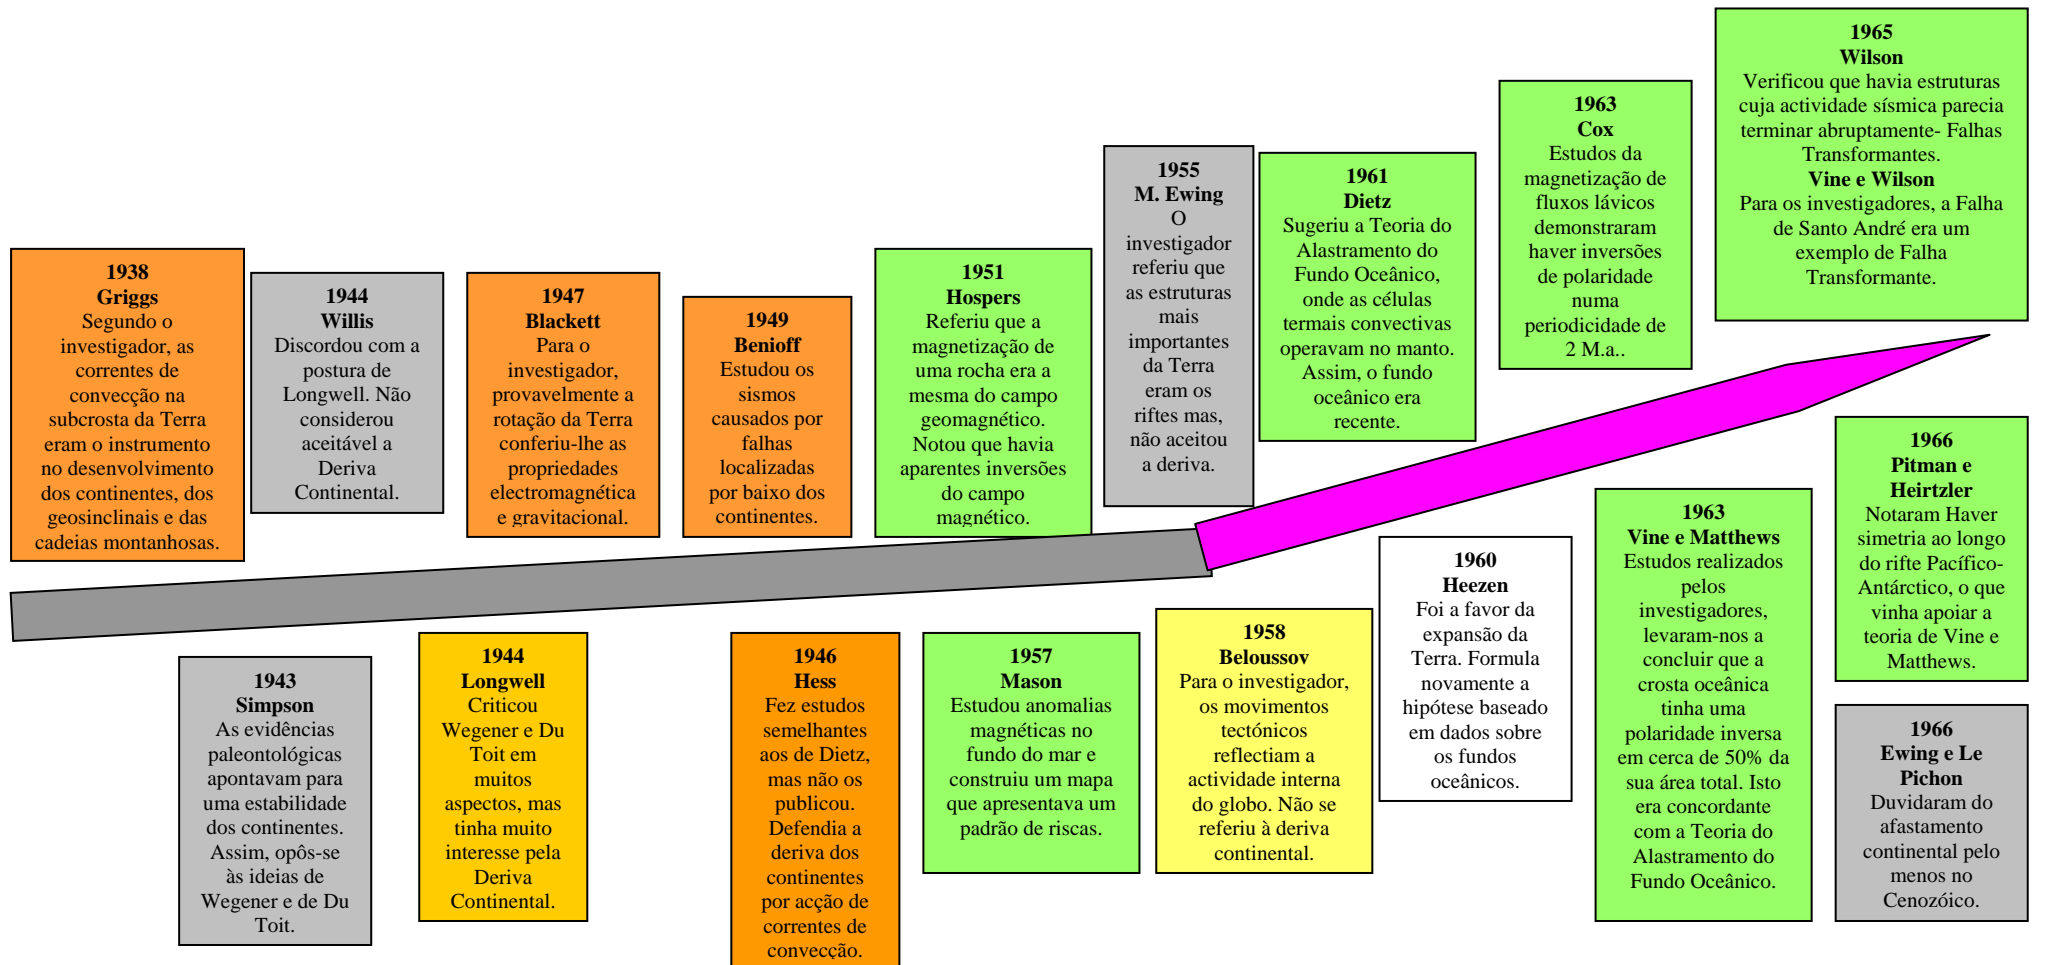 1938
Griggs
Segundo o
investigador, as
correntes de
convecção na
subcrosta da Terra
eram o instrumento
no desenvolvimento
dos continentes, dos
geosinclinais e das
cadeias montanhosas.
1944
Willis
Discordou com a
postura de
Longwell. Não
considerou
aceitável a
Deriva
Continental.
1947
Blackett
Para o
investigador,
provavelmente a
rotação da Terra
conferiu-lhe as
propriedades
electromagnética
e gravitacional.
1949
Benioff
Estudou os
sismos
causados por
falhas
localizadas
por baixo dos
continentes.
1951
Hospers
Referiu que a
magnetização de
uma rocha era a
mesma do campo
geomagnético.
Notou que havia
aparentes inversões
do campo
magnético.
1955
M. Ewing
O
investigador
referiu que
as estruturas
mais
importantes
da Terra
eram os
riftes mas,
não aceitou
a deriva.
1961
Dietz
Sugeriu a Teoria do
Alastramento do
Fundo Oceânico,
onde as células
termais convectivas
operavam no manto.
Assim, o fundo
oceânico era
recente.
1963
Cox
Estudos da
magnetização de
fluxos lávicos
demonstraram
haver inversões
de polaridade
numa
periodicidade de
2 M.a..
1965
Wilson
Verificou que havia estruturas
cuja actividade sísmica parecia
terminar abruptamente- Falhas
Transformantes.
Vine e Wilson
Para os investigadores, a Falha
de Santo André era um
exemplo de Falha
Transformante.
1943
Simpson
As evidências
paleontológicas
apontavam para
uma estabilidade
dos continentes.
Assim, opôs-se
às ideias de
Wegener e de Du
Toit.
1944
Longwell
Criticou
Wegener e Du
Toit em
muitos
aspectos, mas
tinha muito
interesse pela
Deriva
Continental.
1946
Hess
Fez estudos
semelhantes
aos de Dietz,
mas não os
publicou.
Defendia a
deriva dos
continentes
por acção de
correntes de
convecção.
1957
Mason
Estudou anomalias
magnéticas no
fundo do mar e
construiu um mapa
que apresentava um
padrão de riscas.
1958
Beloussov
Para o investigador,
os movimentos
tectónicos
reflectiam a
actividade interna
do globo. Não se
referiu à deriva
continental.
1960
Heezen
Foi a favor da
expansão da
Terra. Formula
novamente a
hipótese baseado
em dados sobre
os fundos
oceânicos.
1963
Vine e Matthews
Estudos realizados
pelos
investigadores,
levaram-nos a
concluir que a
crosta oceânica
tinha uma
polaridade inversa
em cerca de 50% da
sua área total. Isto
era concordante
com a Teoria do
Alastramento do
Fundo Oceânico.
1966
Pitman e
Heirtzler
Notaram Haver
simetria ao longo
do rifte Pacífico-
Antárctico, o que
vinha apoiar a
teoria de Vine e
Matthews.
1966
Ewing e Le
Pichon
Duvidaram do
afastamento
continental pelo
menos no
Cenozóico.